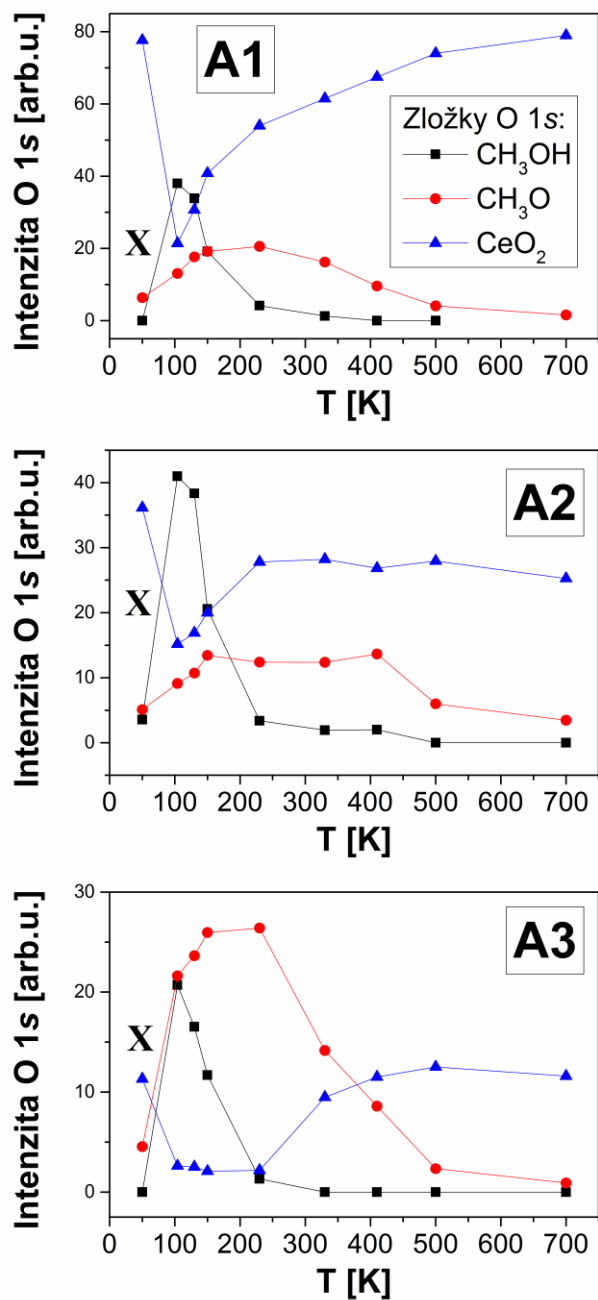 A1
Intenzita O 1s [arb.u.]
80
60
40
20
0
X
Zložky O 1s:
CH₃OH
CH₃O
CeO₂
0 100 200 300 400 500 600 700
T [K]
A2
Intenzita O 1s [arb.u.]
40
30
20
10
0
X
0 100 200 300 400 500 600 700
T [K]
A3
Intenzita O 1s [arb.u.]
30
20
10
0
X
0 100 200 300 400 500 600 700
T [K]